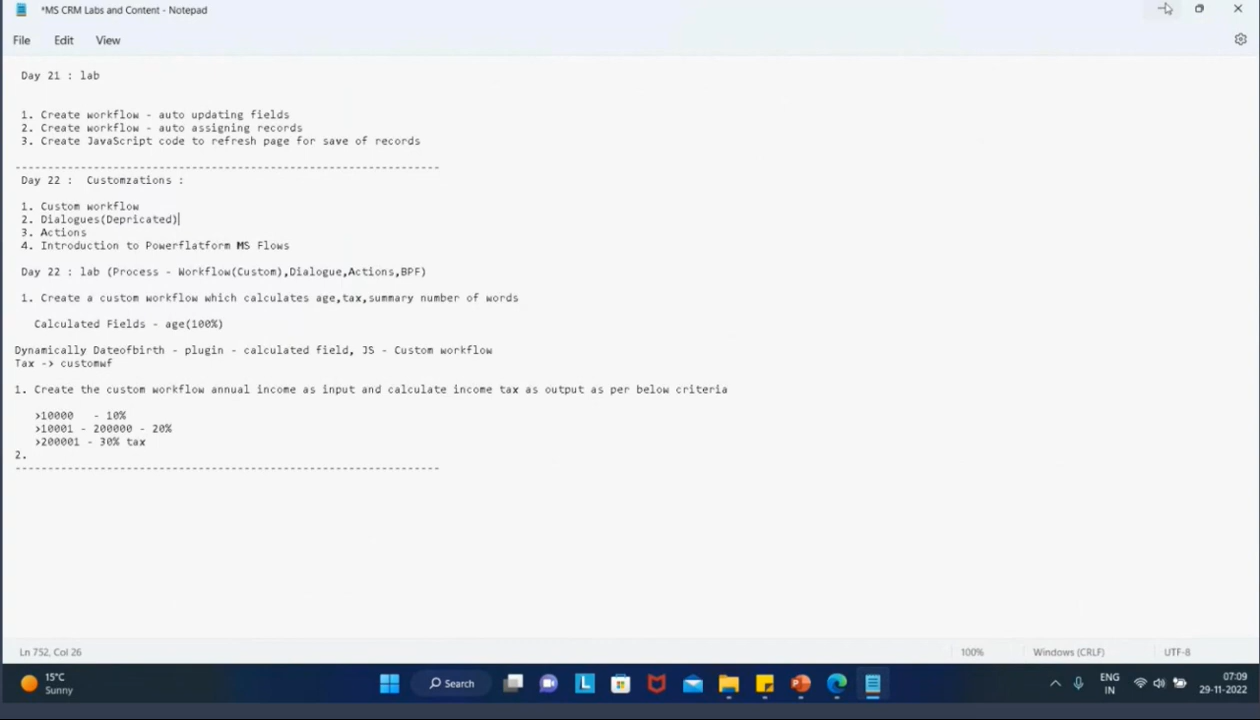 *MS CRM Labs and Content - Notepad
File Edit View
Day 21 : lab
1. Create workflow - auto updating fields
2. Create workflow - auto assigning records
3. Create JavaScript code to refresh page for save of records
-----------------------------------------------------------------
Day 22 :  Customzations :
1. Custom workflow
2. Dialogues(Depricated)
3. Actions
4. Introduction to Powerflatform MS Flows
Day 22 : lab (Process - Workflow(Custom),Dialogue,Actions,BPF)
1. Create a custom workflow which calculates age,tax,summary number of words
Calculated Fields - age(100%)
Dynamically Dateofbirth - plugin - calculated field, JS - Custom workflow
Tax -> customwf
1. Create the custom workflow annual income as input and calculate income tax as output as per below criteria
>10000   - 10%
>10001 - 200000 - 20%
>200001 - 30% tax
2.
-----------------------------------------------------------------
Ln 752, Col 26 100% Windows (CRLF) UTF-8
15°C
Sunny
Search
L
ENG
IN
07:09
29-11-2022